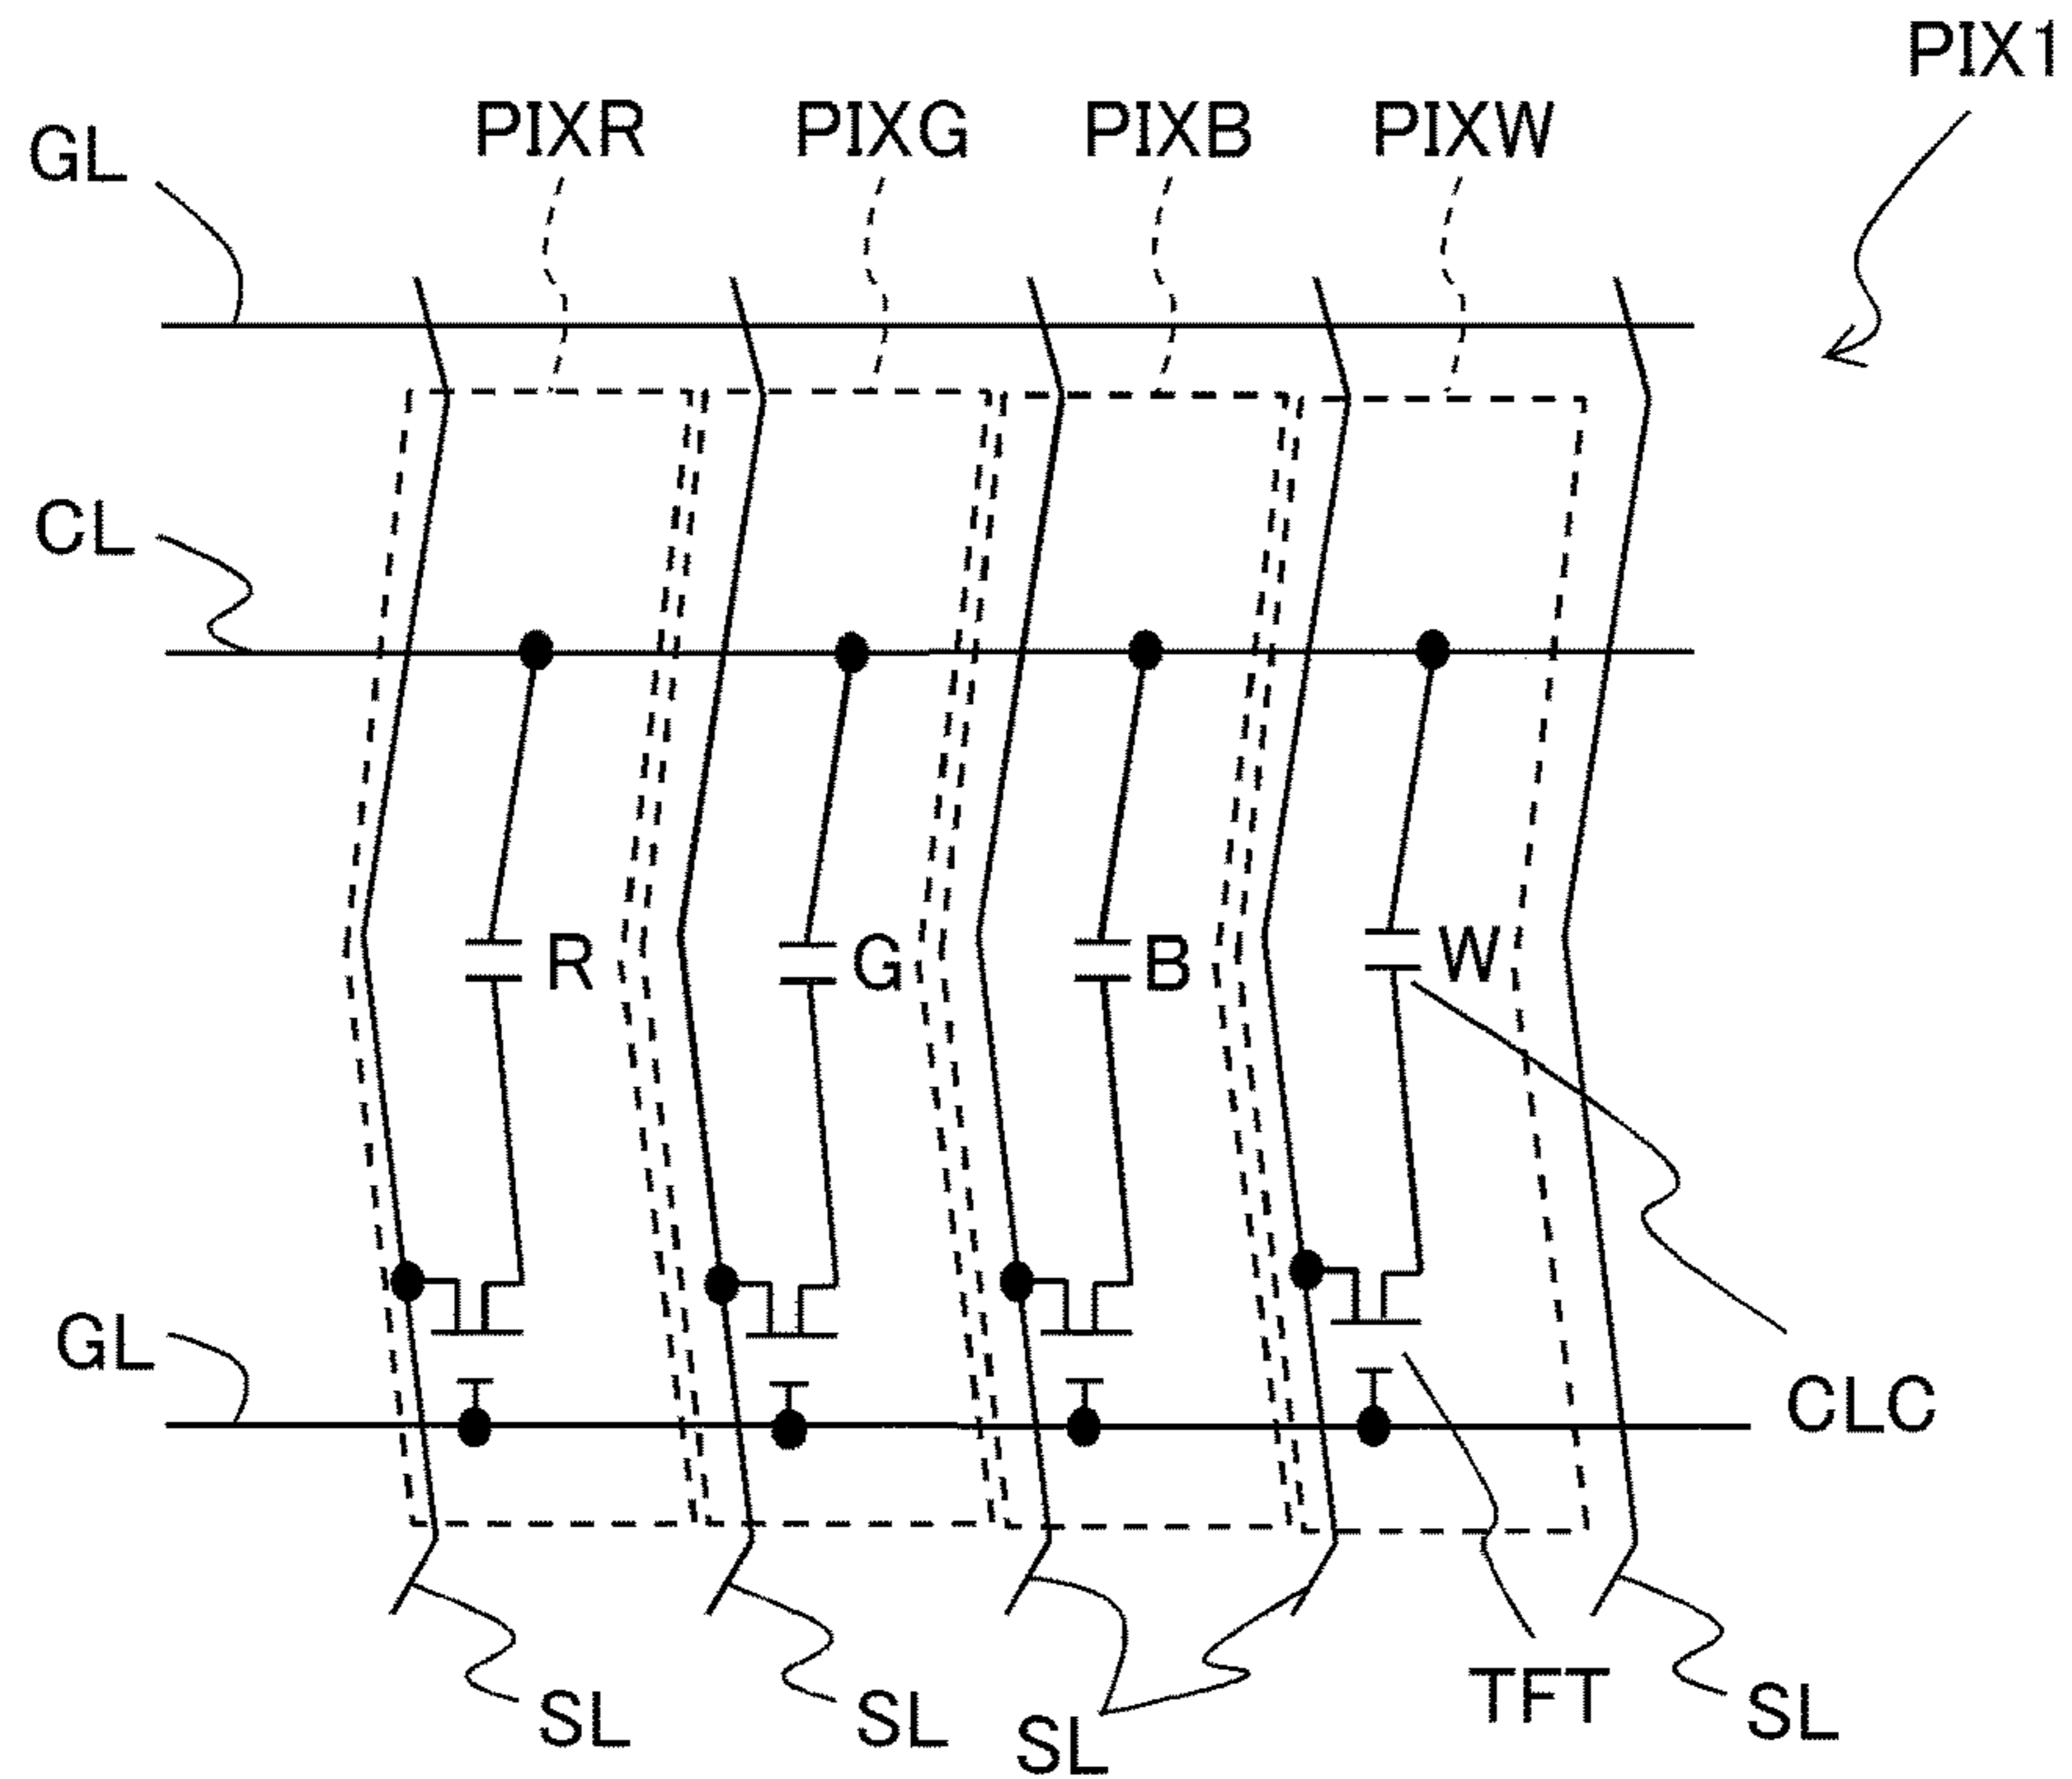 PIX1
PIXR PIXG PIXB PIXW
GL
CL
R G B W
GL
CLC
SL SL SL TFT SL